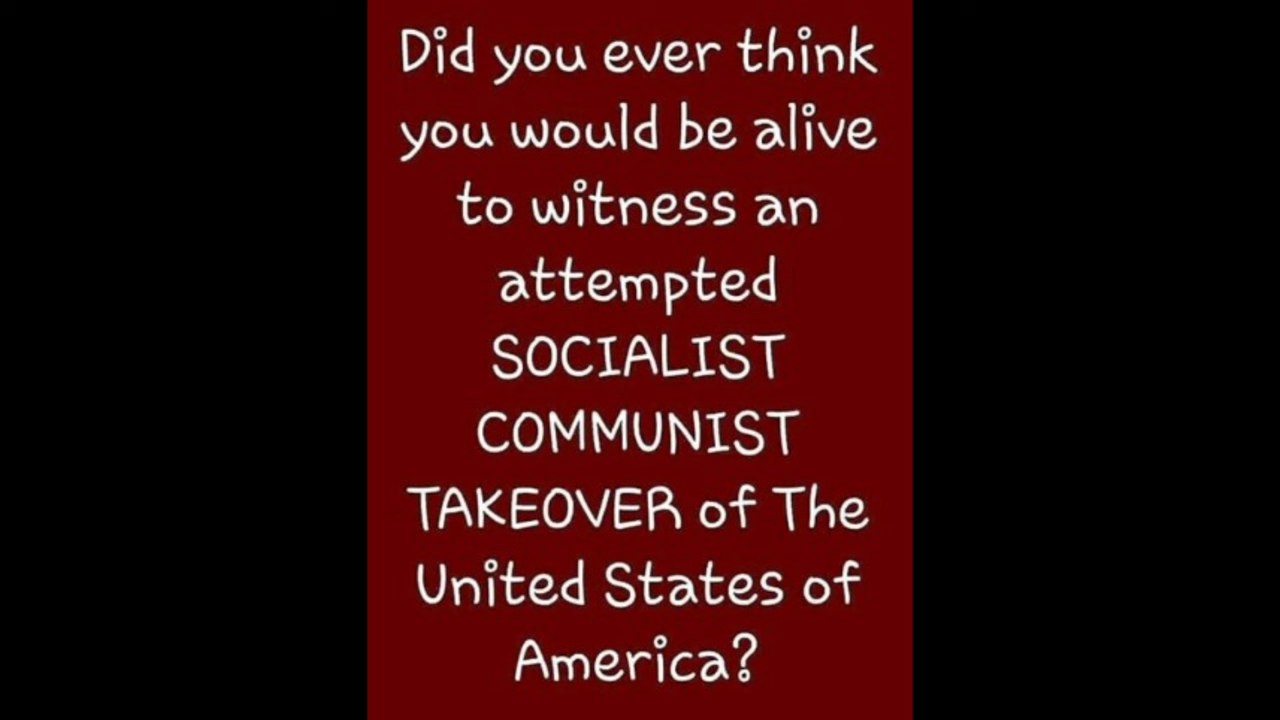 Did you ever think
you would be alive
to witness an
attempted
SOCIALIST
COMMUNIST
TAKEOVER of The
United States of
America?